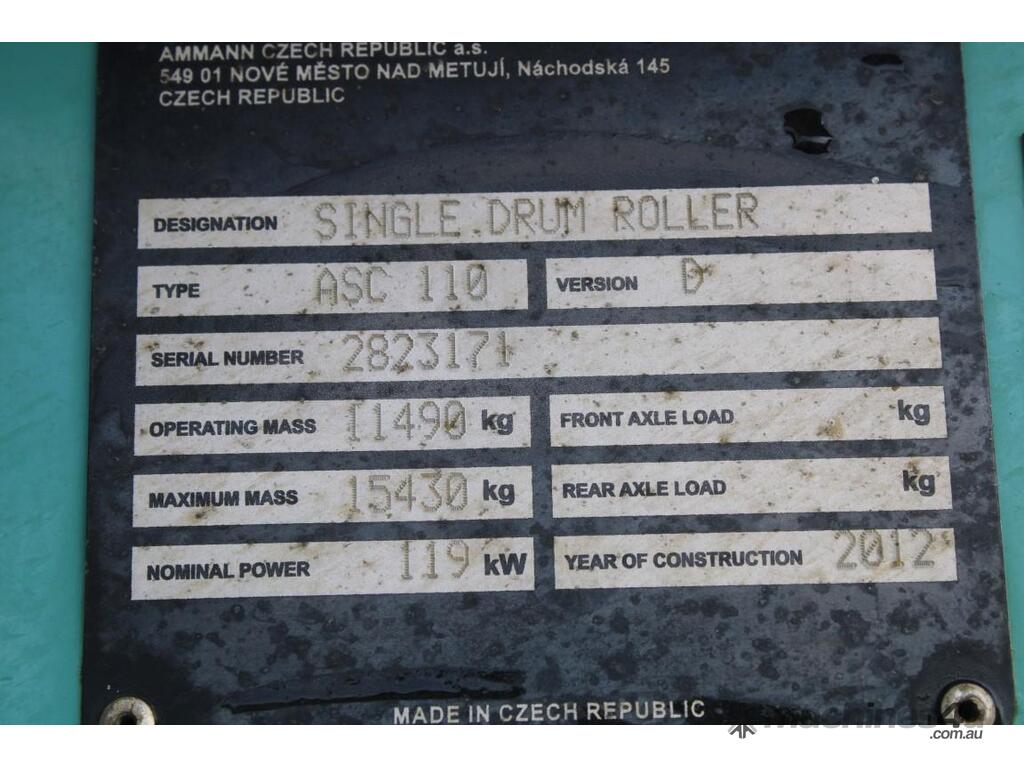 AMMANN CZECH REPUBLIC a.s.
549 01 NOVÉ MĚSTO NAD METUJÍ, Náchodská 145
CZECH REPUBLIC
DESIGNATION SINGLE DRUM ROLLER
TYPE ASC 110 VERSION D
SERIAL NUMBER 2823171
OPERATING MASS 11490 kg FRONT AXLE LOAD kg
MAXIMUM MASS 15430 kg REAR AXLE LOAD kg
NOMINAL POWER 119 kW YEAR OF CONSTRUCTION 2012
MADE IN CZECH REPUBLIC
machines4u
.com.au